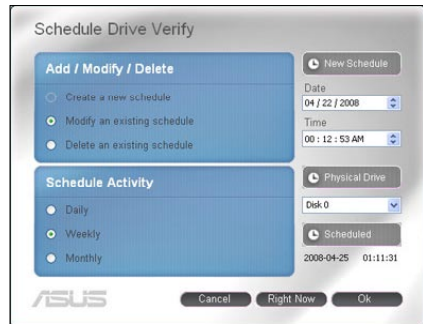 Schedule Drive Verify
Add / Modify / Delete
Create a new schedule
Modify an existing schedule
Delete an existing schedule
New Schedule
Date
04 / 22 / 2008
Time
00 : 12 : 53 AM
Schedule Activity
Daily
Weekly
Monthly
Physical Drive
Disk 0
Scheduled
2008-04-25 01:11:31
ASUS
Cancel
Right Now
Ok